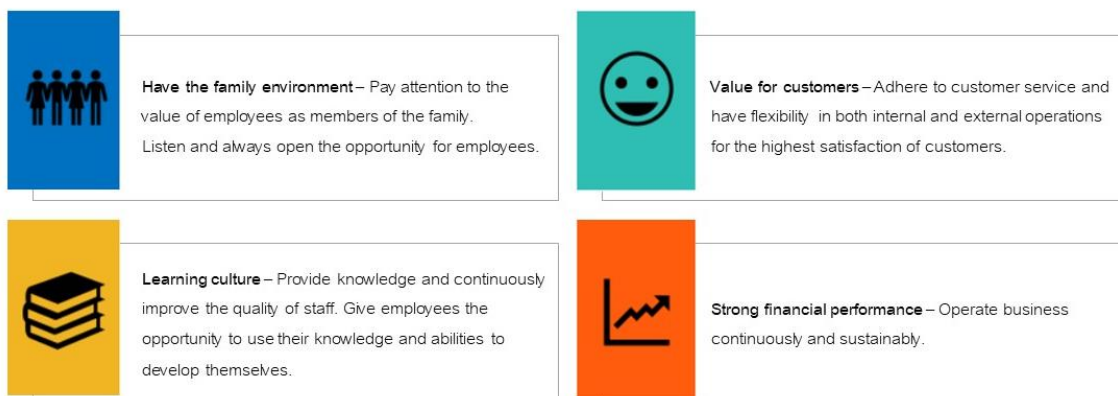 Have the family environment – Pay attention to the
value of employees as members of the family.
Listen and always open the opportunity for employees.
Value for customers – Adhere to customer service and
have flexibility in both internal and external operations
for the highest satisfaction of customers.
Learning culture – Provide knowledge and continuously
improve the quality of staff. Give employees the
opportunity to use their knowledge and abilities to
develop themselves.
Strong financial performance – Operate business
continuously and sustainably.